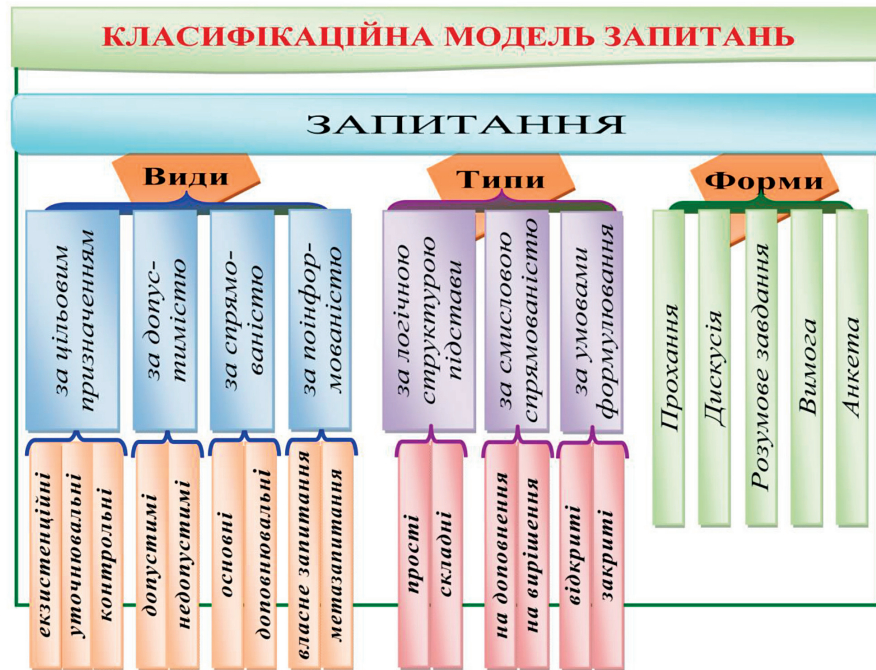 КЛАСИФІКАЦІЙНА МОДЕЛЬ ЗАПИТАНЬ
ЗАПИТАННЯ
Види
за цільовим
призначенням
за допус-
тимістю
за спрямо-
ваністю
за поінфор-
мованістю
екзистенційні
уточнювальні
контрольні
допустимі
недопустимі
основні
доповнювальні
власне запитання
метазапитання
Типи
за логічною
структурою
підстави
за смисловою
спрямованістю
за умовами
формулювання
прості
складні
на доповнення
на вирішення
відкриті
закриті
Форми
Прохання
Дискусія
Розумове завдання
Вимога
Анкета